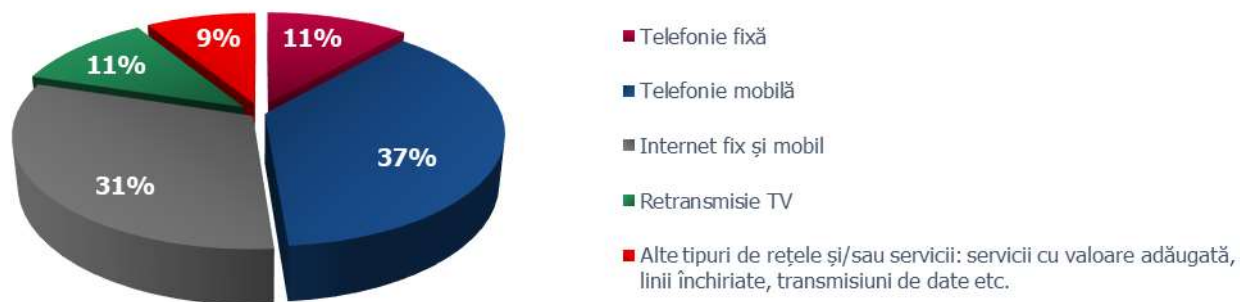 9%
11%
11%
37%
31%
Telefonie fixă
Telefonie mobilă
Internet fix și mobil
Retransmisie TV
Alte tipuri de rețele și/sau servicii: servicii cu valoare adăugată,
linii închiriate, transmisiuni de date etc.